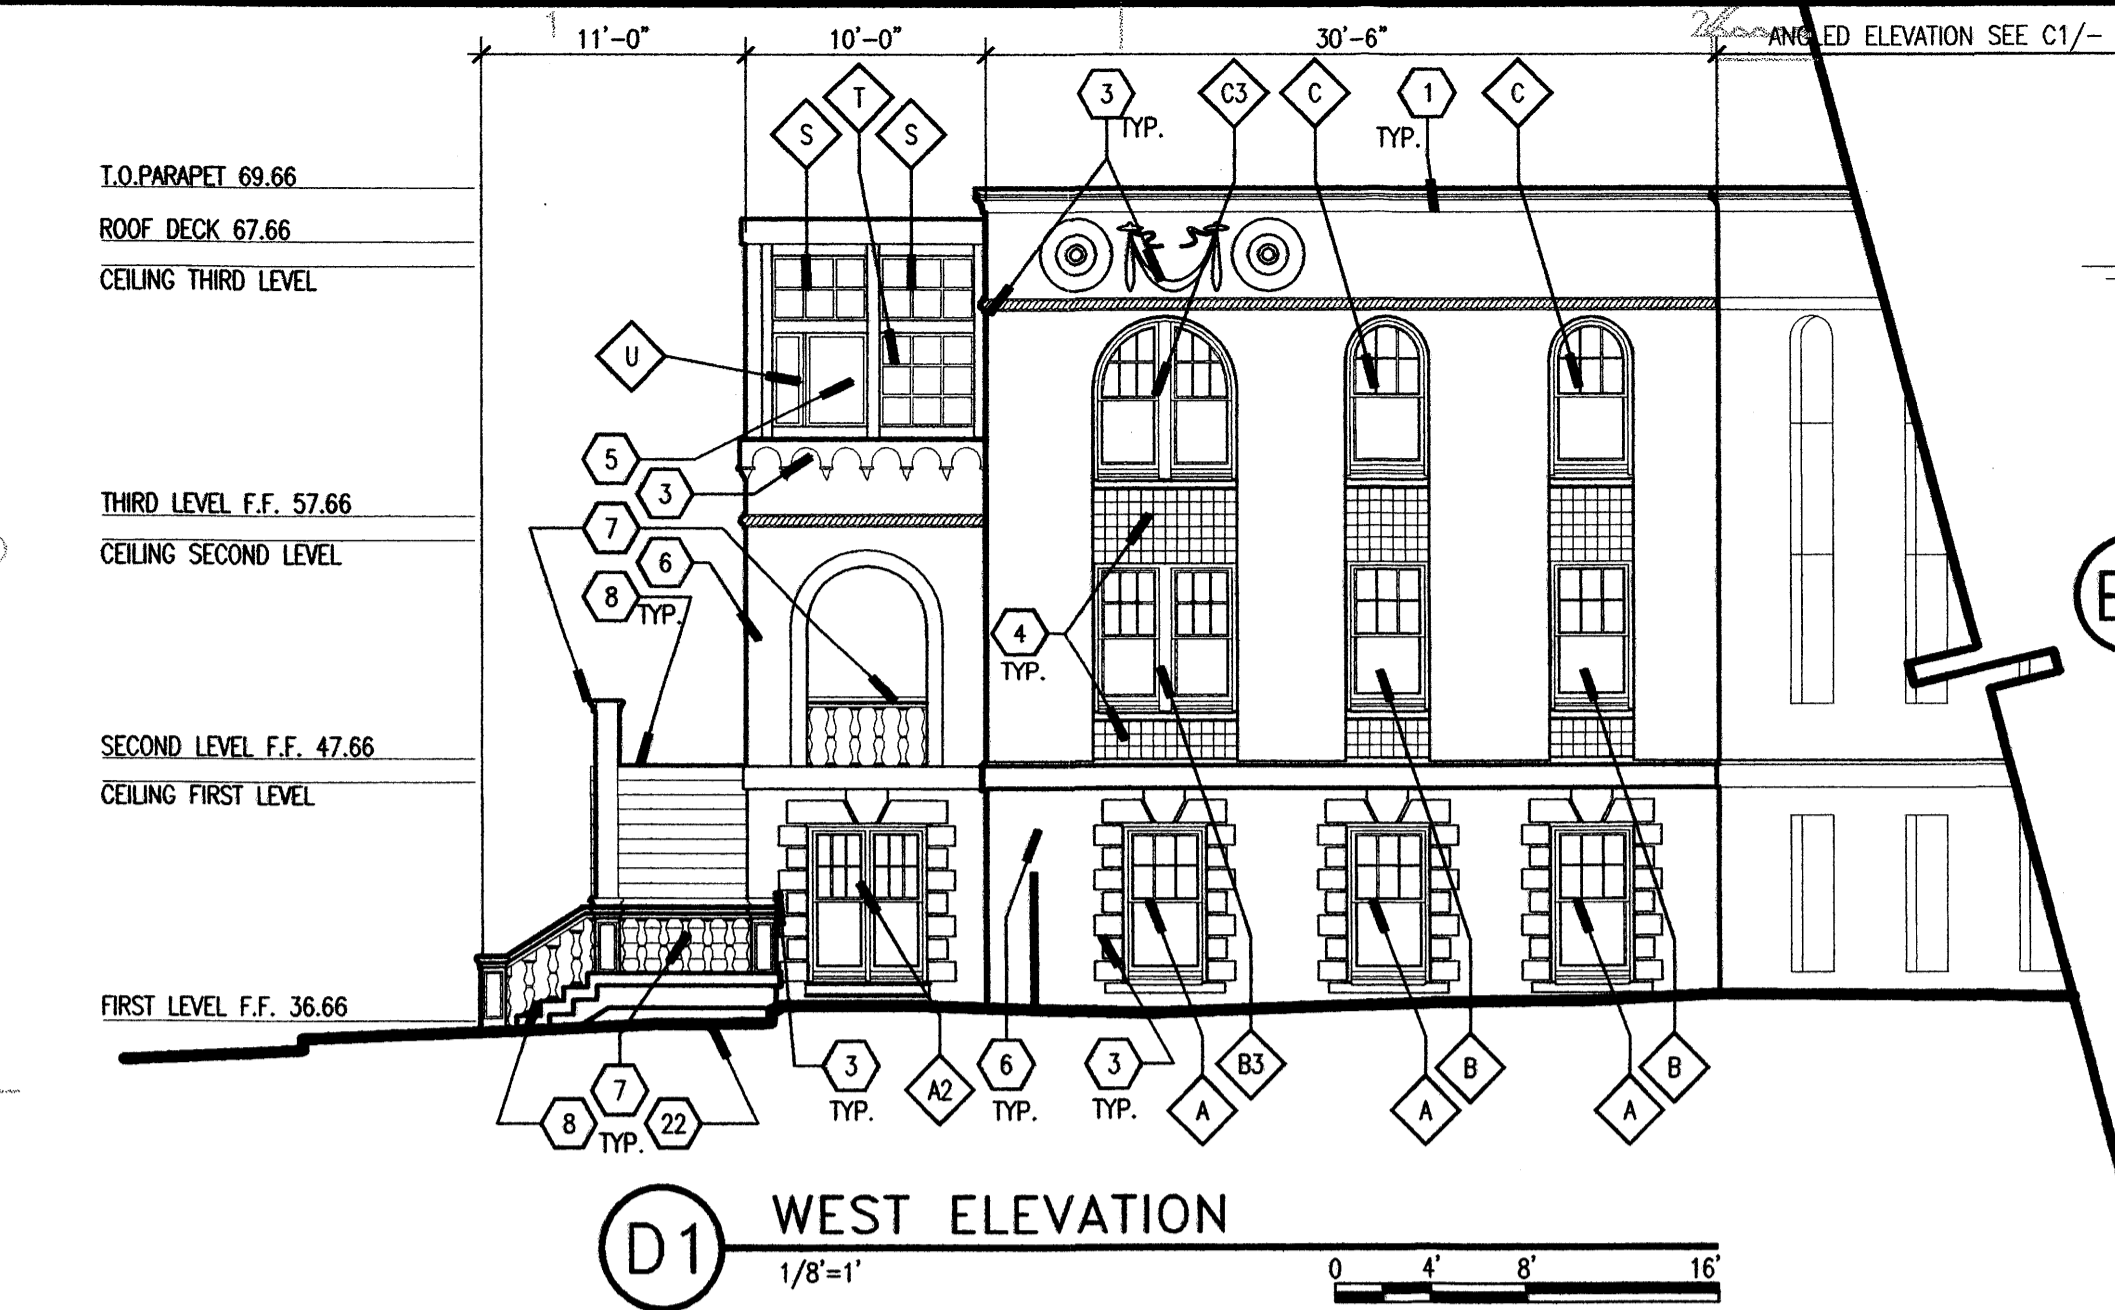 11'-0"
10'-0"
30'-6"
ANGLED ELEVATION SEE C1/-
3
TYP.
C3
C
1
TYP.
C
T
S
S
T.O.PARAPET 69.66
ROOF DECK 67.66
CEILING THIRD LEVEL
U
5
3
THIRD LEVEL F.F. 57.66
7
CEILING SECOND LEVEL
6
8
TYP.
4
TYP.
SECOND LEVEL F.F. 47.66
CEILING FIRST LEVEL
FIRST LEVEL F.F. 36.66
3
TYP.
A2
6
TYP.
3
TYP.
B3
A
B
A
B
A
7
TYP.
8
22
D1
WEST ELEVATION
1/8'=1'
0 4' 8' 16'